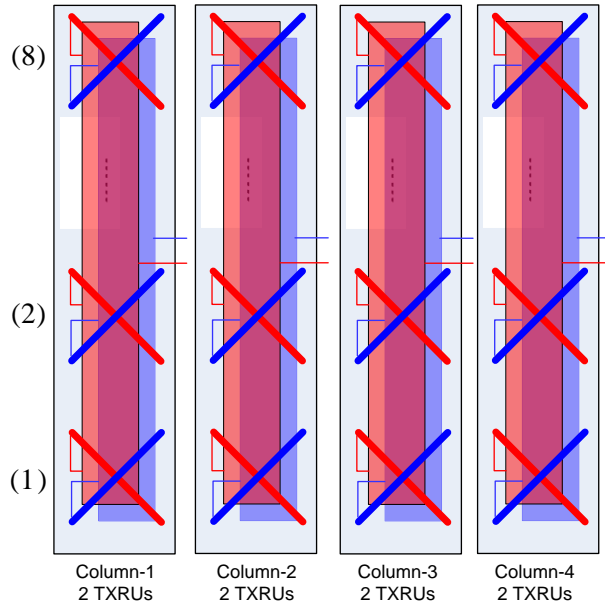 (8)
(2)
(1)
Column-1 Column-2 Column-3 Column-4
2 TXRUs 2 TXRUs 2 TXRUs 2 TXRUs